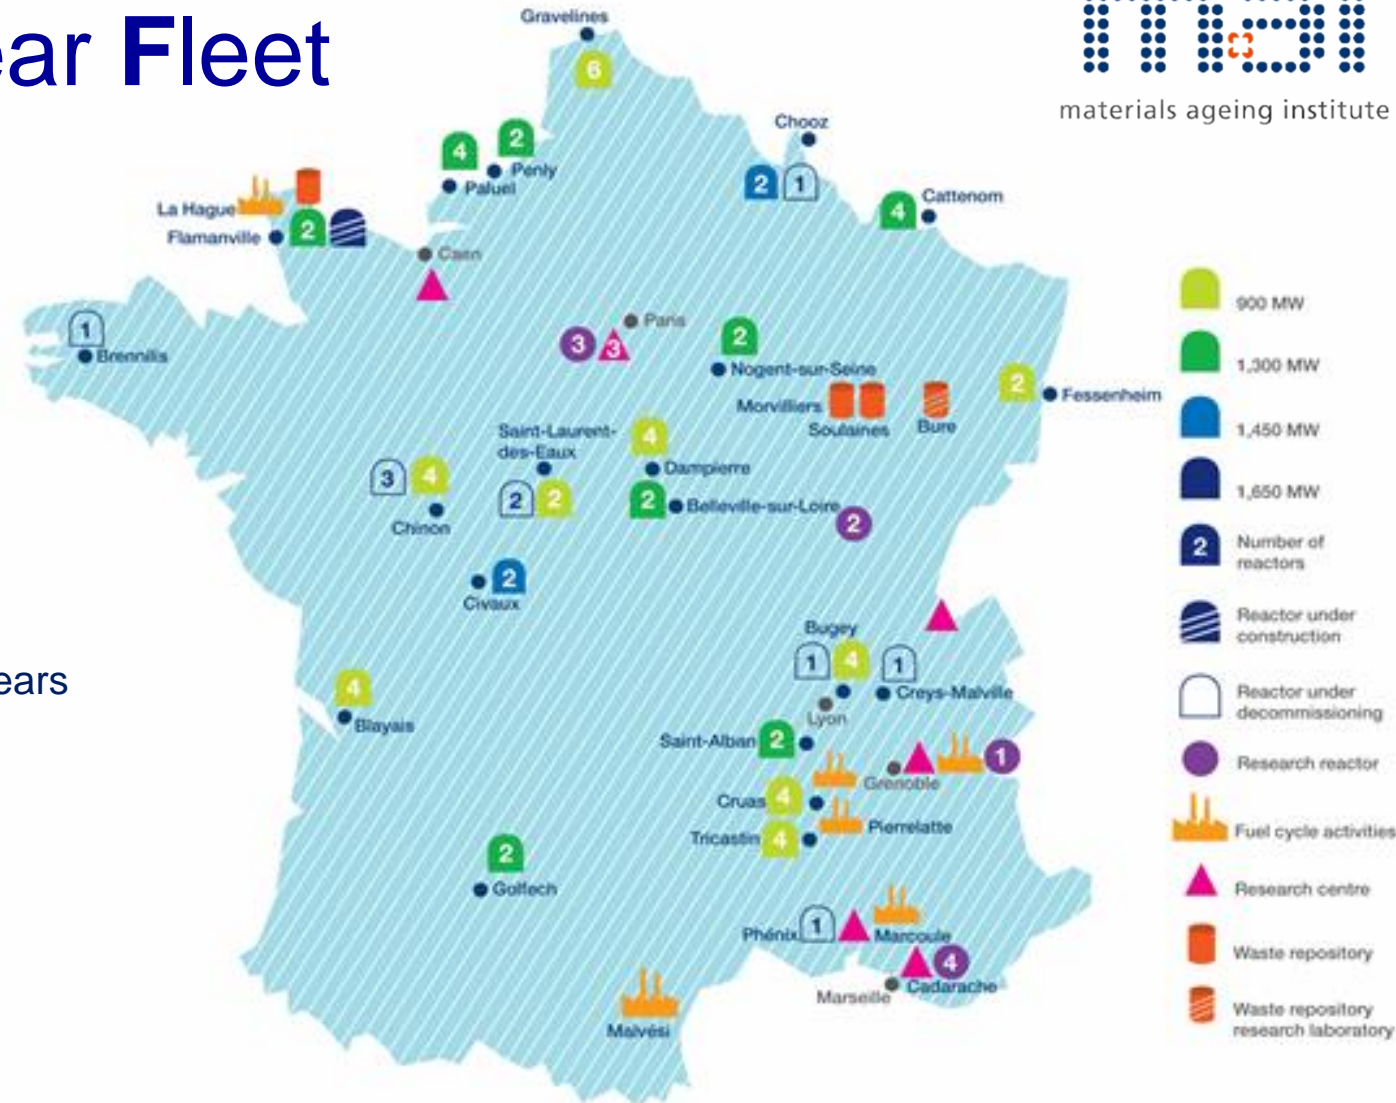 ear Fleet
mai
materials ageing institute
Gravelines
6
Chooz
2
1
4
2
Penly
Paluel
Cattenom
4
La Hague
Flamanville
2
Caen
1
Brennilis
Paris
3
3
2
Nogent-sur-Seine
Morvilliers
Soulaines
Bure
2
Fessenheim
Saint-Laurent-
des-Eaux
4
Dampierre
3
4
Chinon
2
2
2
Belleville-sur-Loire
2
2
Civaux
Bugey
1
4
1
Creys-Malville
Lyon
ears
4
Blayais
Saint-Alban
2
Grenoble
1
Cruas
4
Tricastin
4
Pierrelatte
2
Golfech
Phénix
1
Marcoule
4
Cadarache
Marseille
Malvési
900 MW
1,300 MW
1,450 MW
1,650 MW
2
Number of
reactors
Reactor under
construction
Reactor under
decommissioning
Research reactor
Fuel cycle activities
Research centre
Waste repository
Waste repository
research laboratory